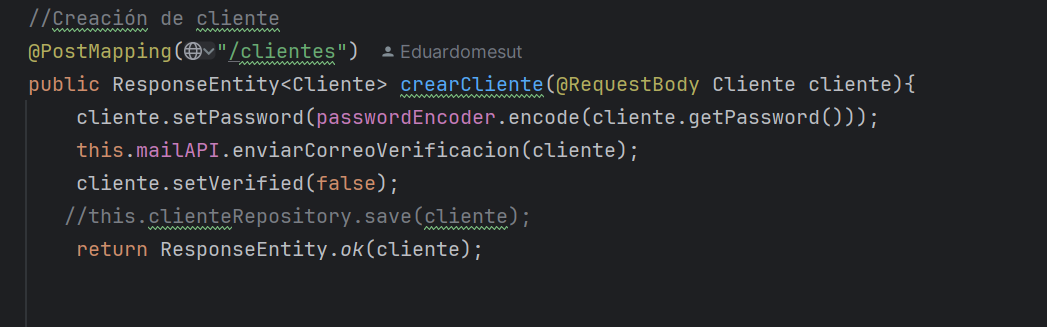 //Creación de cliente
@PostMapping("/clientes") Eduardomesut
public ResponseEntity<Cliente> crearCliente(@RequestBody Cliente cliente){
cliente.setPassword(passwordEncoder.encode(cliente.getPassword()));
this.mailAPI.enviarCorreoVerificacion(cliente);
cliente.setVerified(false);
//this.clienteRepository.save(cliente);
return ResponseEntity.ok(cliente);